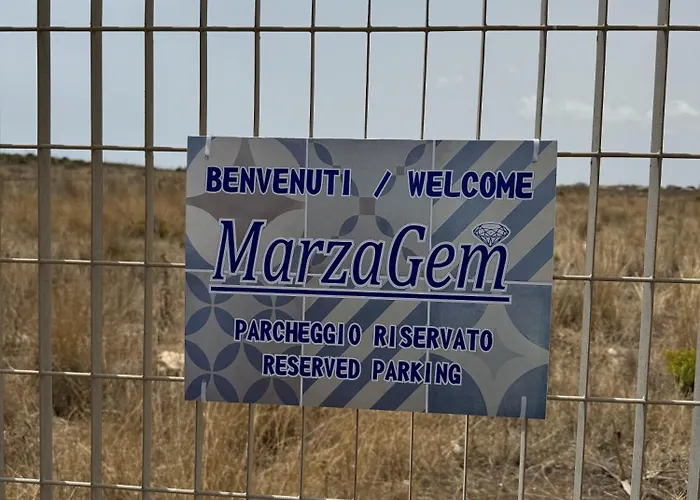 BENVENUTI / WELCOME
MarzaGem
PARCHEGGIO RISERVATO
RESERVED PARKING